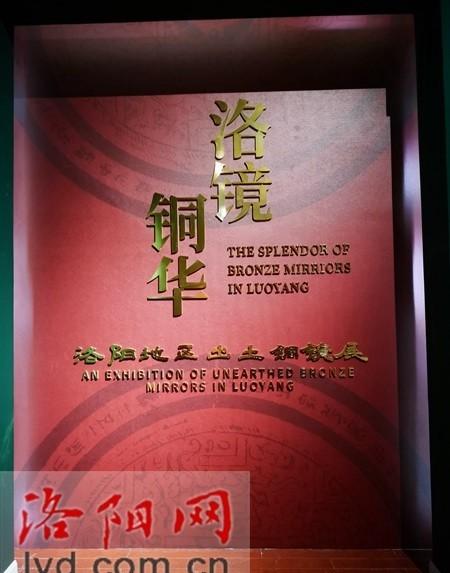 洛镜
铜华
THE SPLENDOR OF
BRONZE MIRRIORS
IN LUOYANG
洛阳地区出土铜镜展
AN EXHIBITION OF UNEARTHED BRONZE
MIRRORS IN LUOYANG
洛阳网
lyd.com.cn